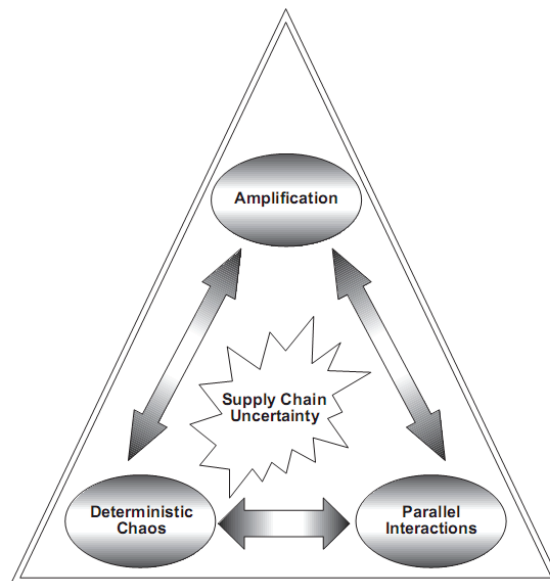 Amplification
Supply Chain
Uncertainty
Deterministic
Chaos
Parallel
Interactions